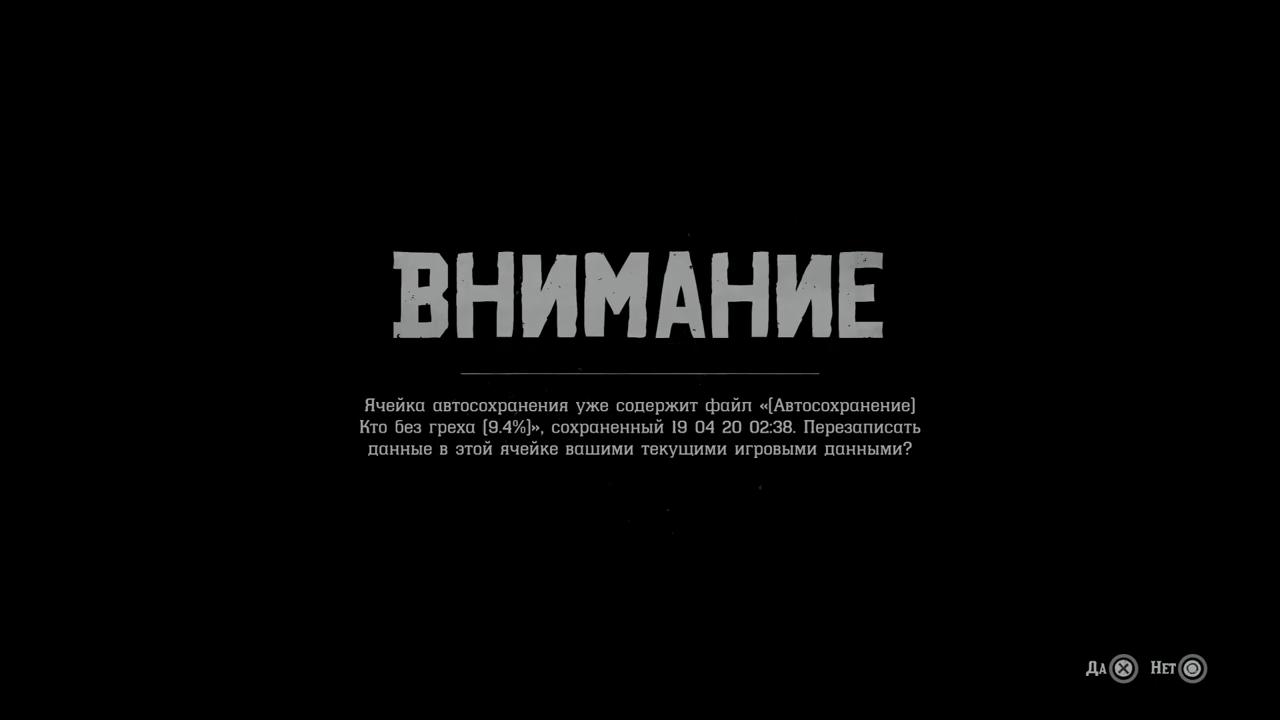 ВНИМАНИЕ
Ячейка автосохранения уже содержит файл «(Автосохранение)
Кто без греха (9.4%)», сохраненный 19 04 20 02:38. Перезаписать
данные в этой ячейке вашими текущими игровыми данными?
Да Нет